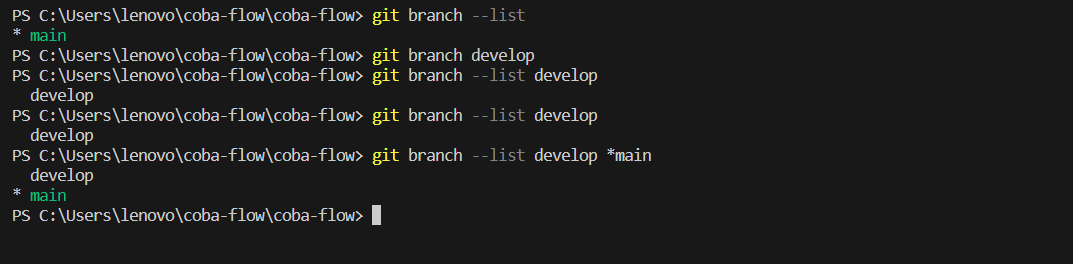 PS C:\Users\lenovo\coba-flow\coba-flow> git branch --list
* main
PS C:\Users\lenovo\coba-flow\coba-flow> git branch develop
PS C:\Users\lenovo\coba-flow\coba-flow> git branch --list develop
  develop
PS C:\Users\lenovo\coba-flow\coba-flow> git branch --list develop
  develop
PS C:\Users\lenovo\coba-flow\coba-flow> git branch --list develop *main
  develop
* main
PS C:\Users\lenovo\coba-flow\coba-flow>